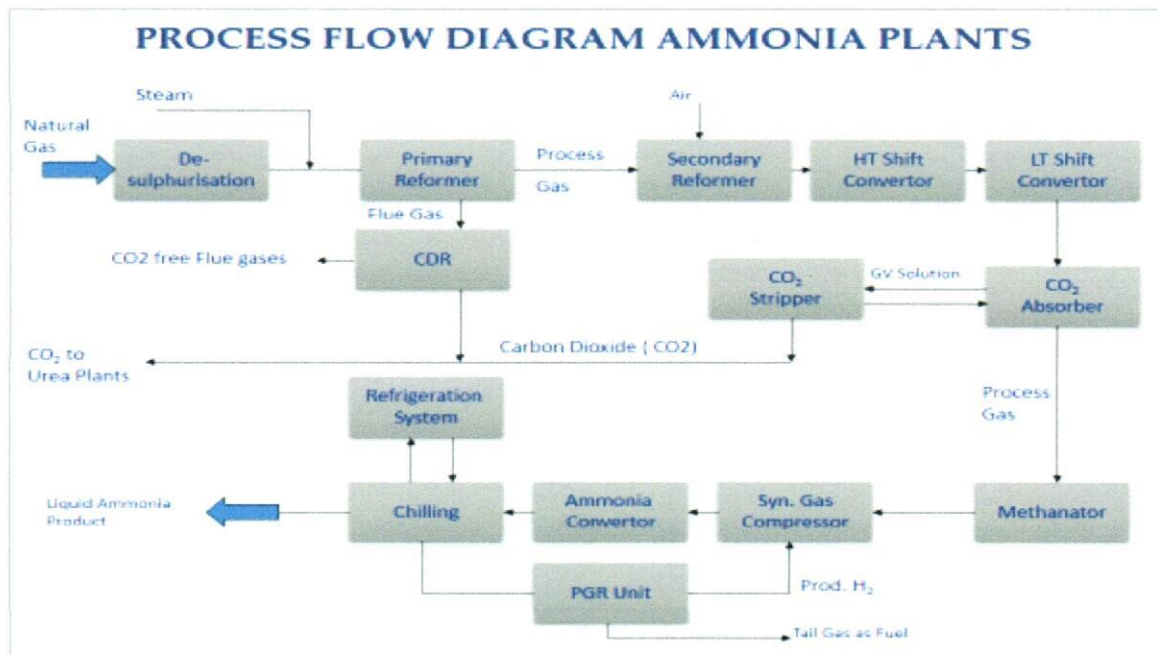 PROCESS FLOW DIAGRAM AMMONIA PLANTS
Steam
Air
Natural
Gas
De-
sulphurisation
Primary
Reformer
Process
Gas
Secondary
Reformer
HT Shift
Convertor
LT Shift
Convertor
Flue Gas
CO2 free Flue gases
CDR
CO₂
Stripper
GV Solution
CO₂
Absorber
Carbon Dioxide ( CO2)
CO₂ to
Urea Plants
Refrigeration
System
Process
Gas
Liquid Ammonia
Product
Chilling
Ammonia
Convertor
Syn. Gas
Compressor
Methanator
PGR Unit
Prod. H₂
Tail Gas as Fuel